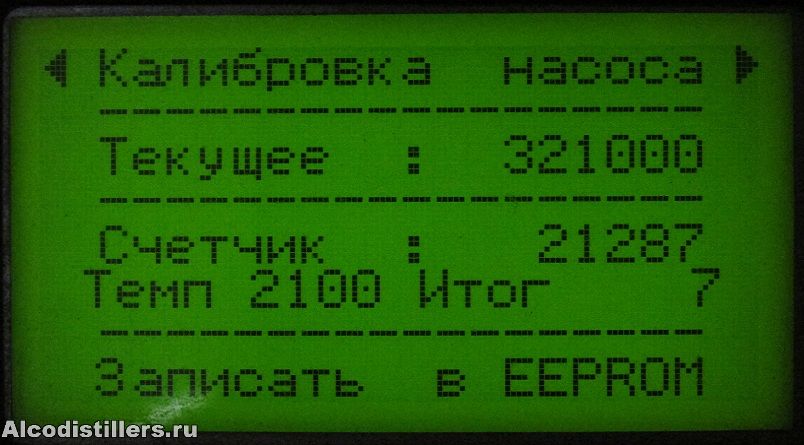 Калибровка насоса
Текущее : 321000
Счетчик : 21287
Темп 2100 Итог 7
Записать в EEPROM
Alcodistillers.ru